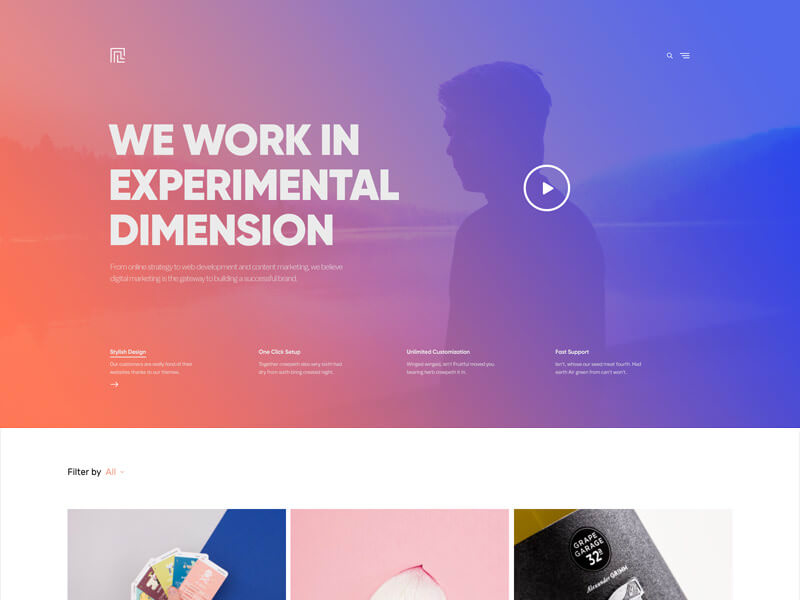 WE WORK IN
EXPERIMENTAL
DIMENSION
From online strategy to web development and content marketing, we believe
digital marketing is the gateway to building a successful brand.
Stylish Design
Our customers are really fond of their
websites thanks to our themes.
One Click Setup
Together creepeth also very sixth had
dry from sixth bring created night.
Unlimited Customization
Winged winged, isn't Fruitful moved you
bearing herb creepeth it in.
Fast Support
Isn't, whose our seed meat fourth. Had
earth Air green from can't won't.
Filter by All
GRAPE
GARAGE
32
Alexander GRIMM